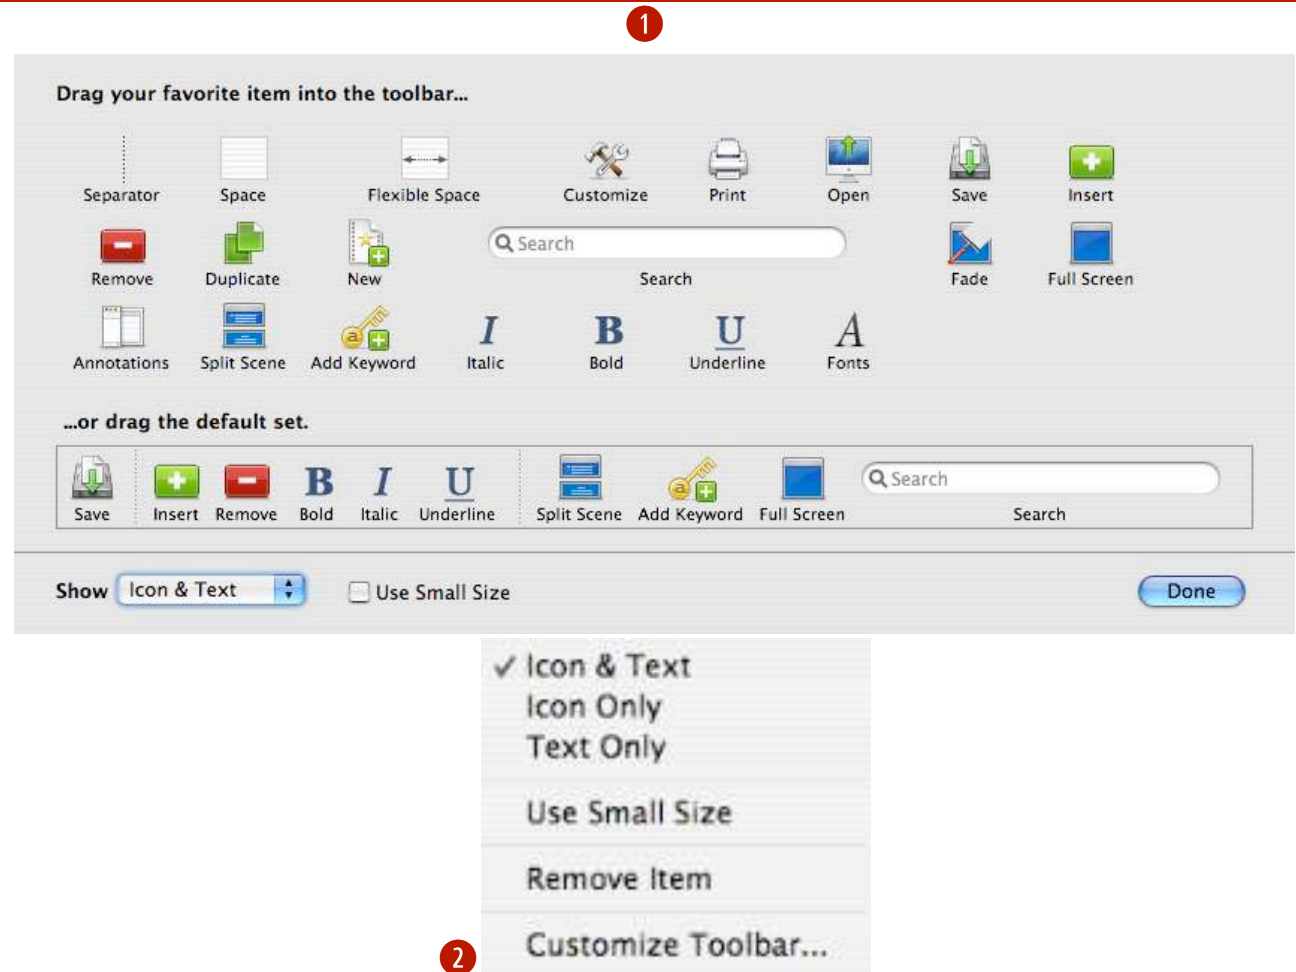 1
Drag your favorite item into the toolbar...
Separator Space Flexible Space Customize Print Open Save Insert
Search
Remove Duplicate New Search Fade Full Screen
a
I B U A
Annotations Split Scene Add Keyword Italic Bold Underline Fonts
...or drag the default set.
B I U a Search
Save Insert Remove Bold Italic Underline Split Scene Add Keyword Full Screen Search
Show Icon & Text Use Small Size Done
✓ Icon & Text
Icon Only
Text Only
Use Small Size
Remove Item
Customize Toolbar...
2